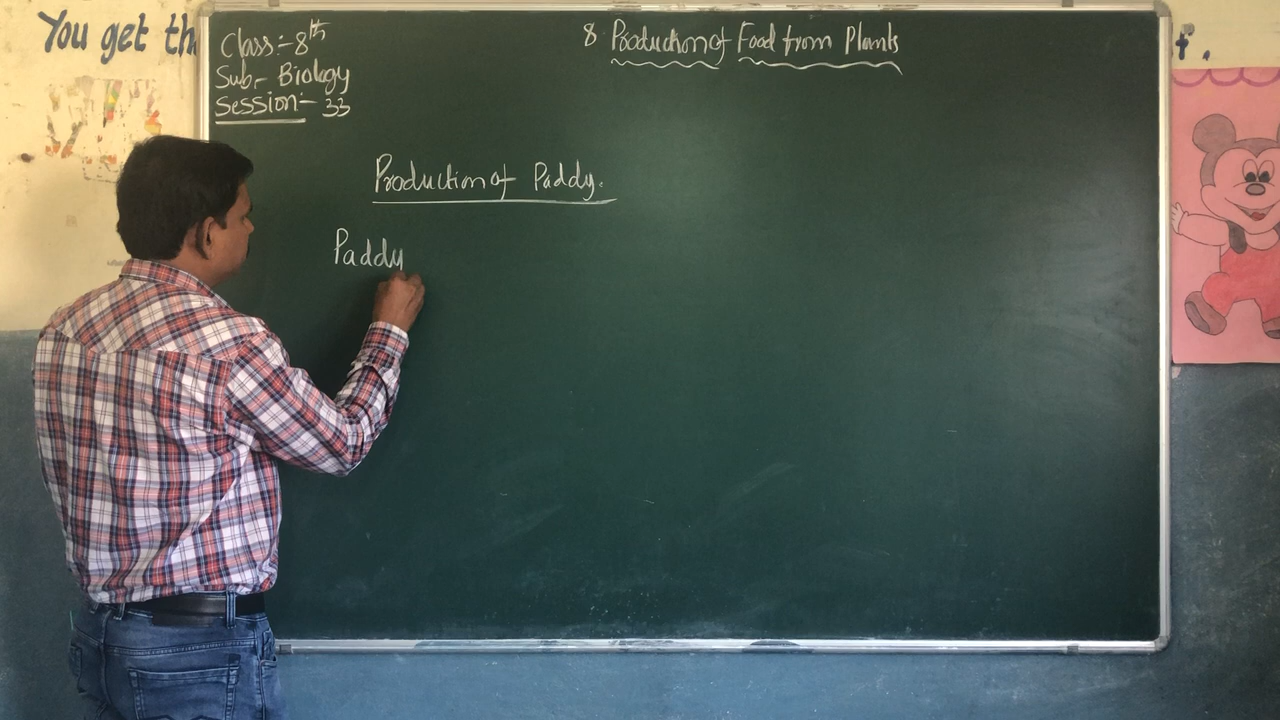 You get th
f.
Class:- 8th
Sub:- Biology
Session:- 33
8 Production of Food from Plants
Production of Paddy.
Paddy